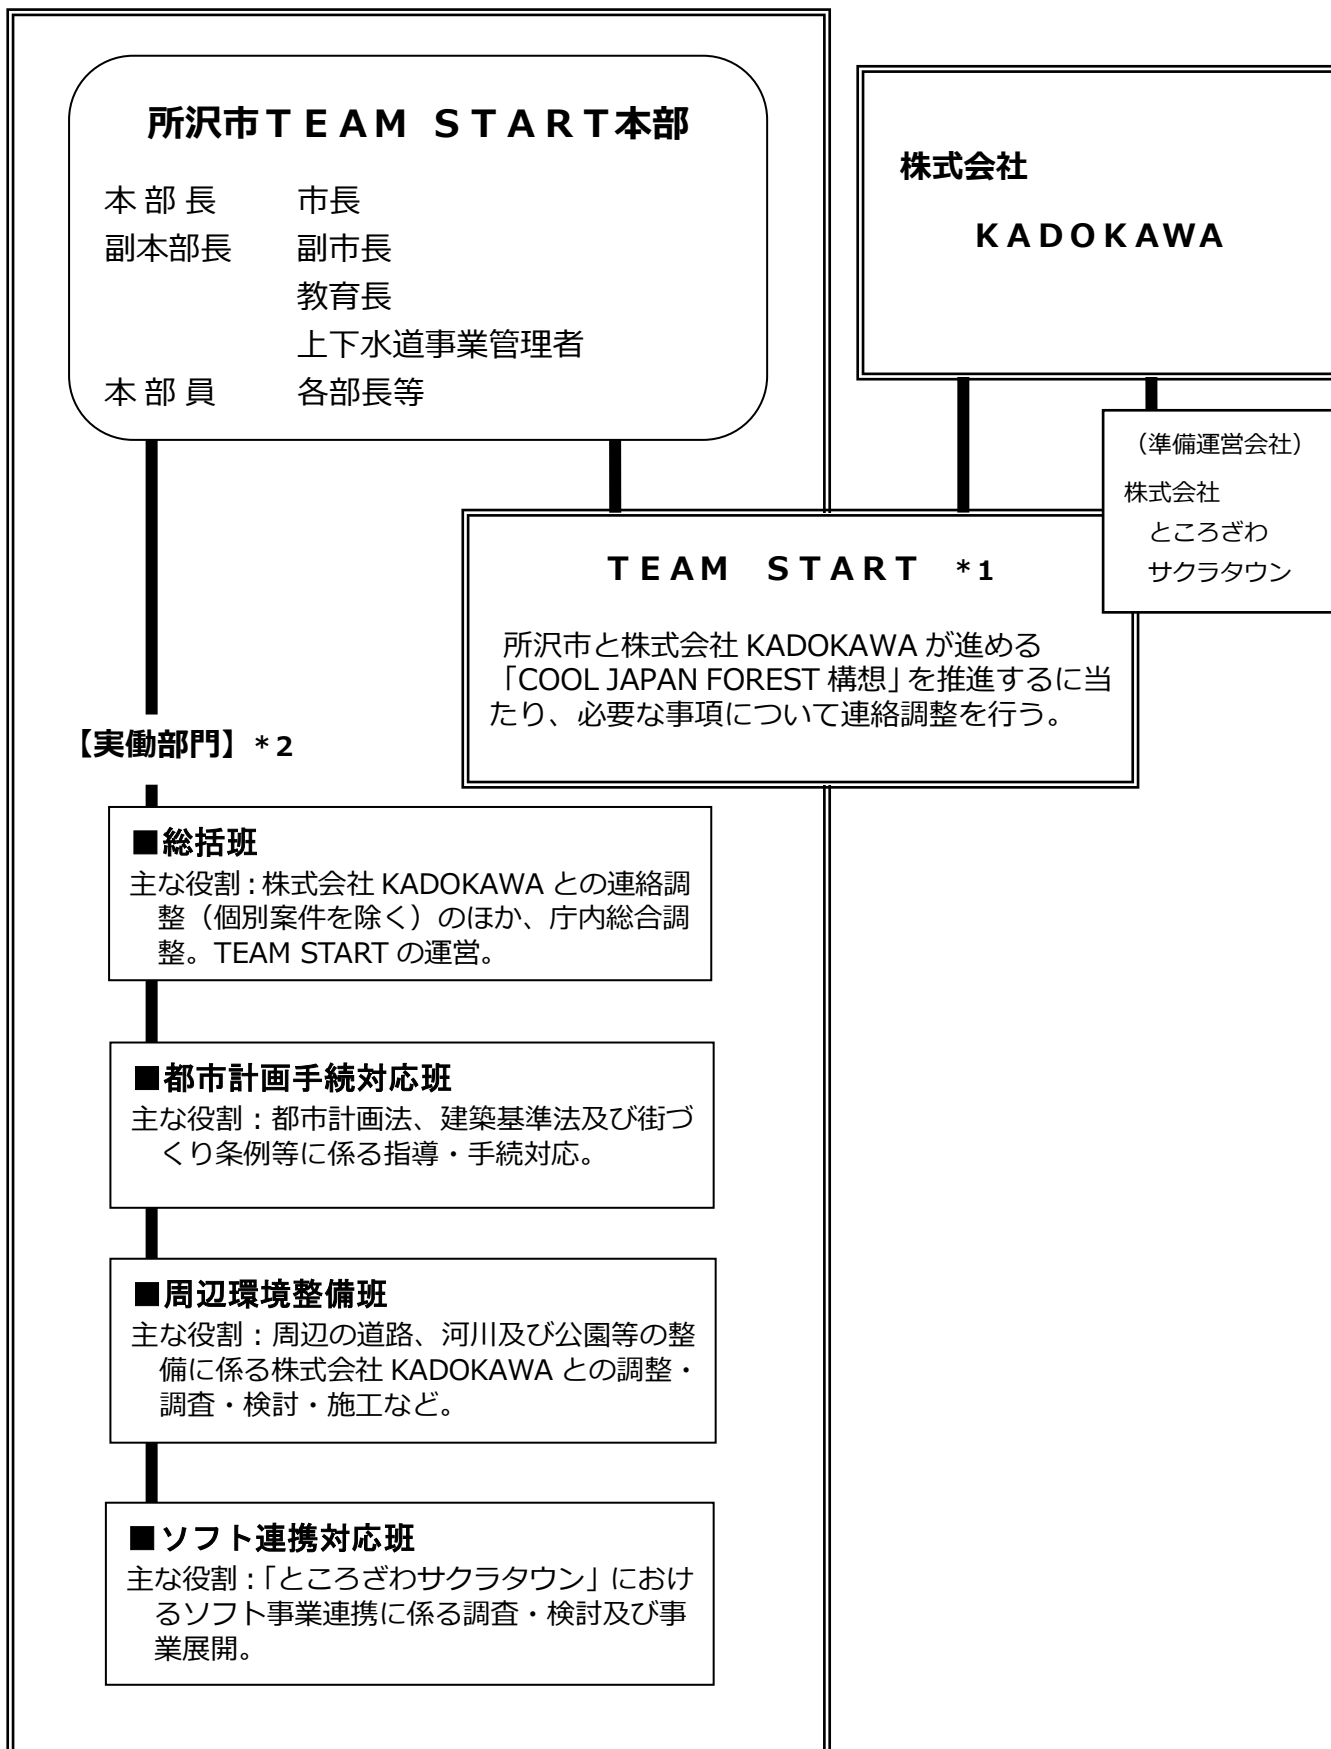 所沢市ＴＥＡＭ ＳＴＡＲＴ本部
本部長 市長
副本部長 副市長
教育長
上下水道事業管理者
本部員 各部長等
株式会社
ＫＡＤＯＫＡＷＡ
（準備運営会社）
株式会社
ところざわ
サクラタウン
ＴＥＡＭ ＳＴＡＲＴ ＊1
所沢市と株式会社 KADOKAWA が進める
「COOL JAPAN FOREST 構想」を推進するに当
たり、必要な事項について連絡調整を行う。
【実働部門】＊2
■総括班
主な役割：株式会社 KADOKAWA との連絡調
整（個別案件を除く）のほか、庁内総合調
整。TEAM START の運営。
■都市計画手続対応班
主な役割：都市計画法、建築基準法及び街づ
くり条例等に係る指導・手続対応。
■周辺環境整備班
主な役割：周辺の道路、河川及び公園等の整
備に係る株式会社 KADOKAWA との調整・
調査・検討・施工など。
■ソフト連携対応班
主な役割：「ところざわサクラタウン」におけ
るソフト事業連携に係る調査・検討及び事
業展開。